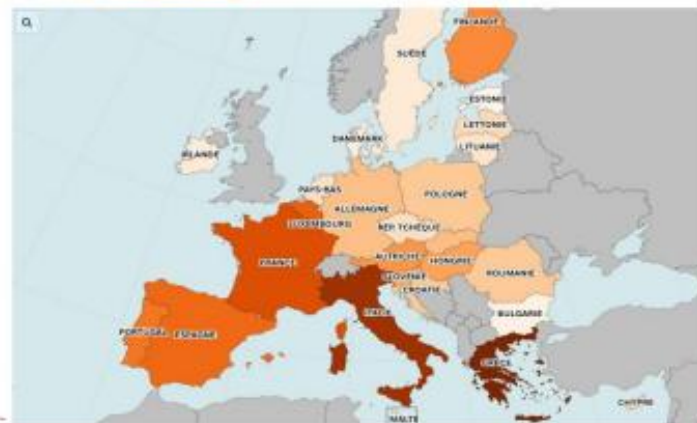 FINLANDE
SUÈDE
ESTONIE
LETTONIE
LITUANIE
DANEMARK
IRLANDE
PAYS-BAS
POLOGNE
ALLEMAGNE
LUXEMBOURG
RÉP TCHÈQUE
AUTRICHE
HONGRIE
FRANCE
SLOVÉNIE
ROUMANIE
CROATIE
ITALIE
BULGARIE
PORTUGAL
ESPAGNE
GRÈCE
CHYPRE
MALTE